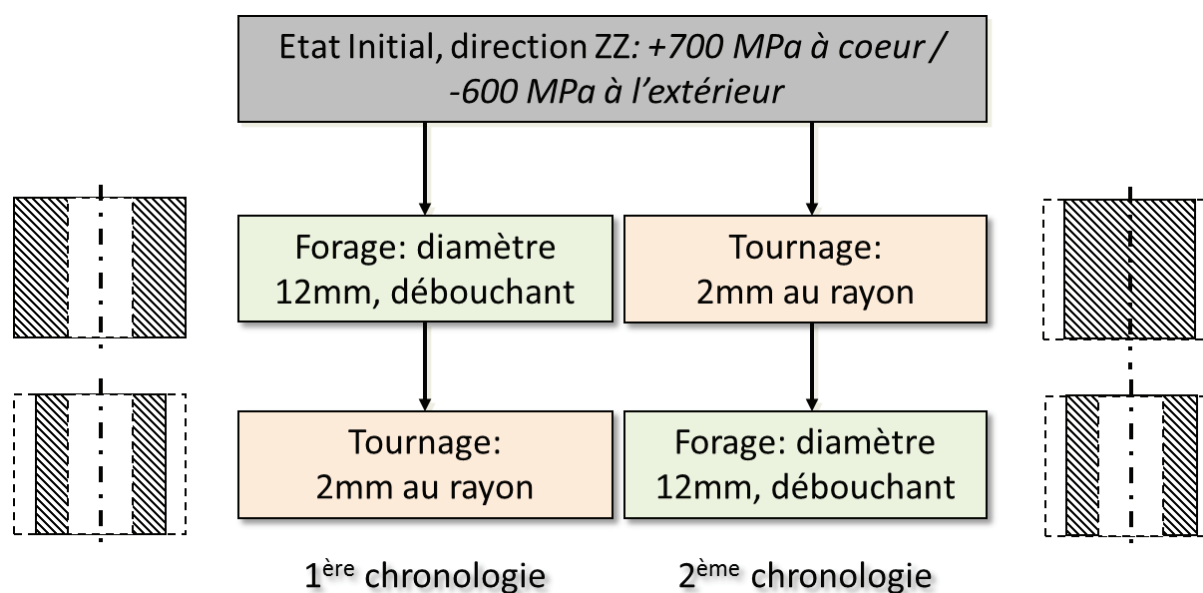 Etat Initial, direction ZZ: +700 MPa à coeur /
-600 MPa à l'extérieur
Forage: diamètre
12mm, débouchant
Tournage:
2mm au rayon
Tournage:
2mm au rayon
Forage: diamètre
12mm, débouchant
1ère chronologie
2ème chronologie